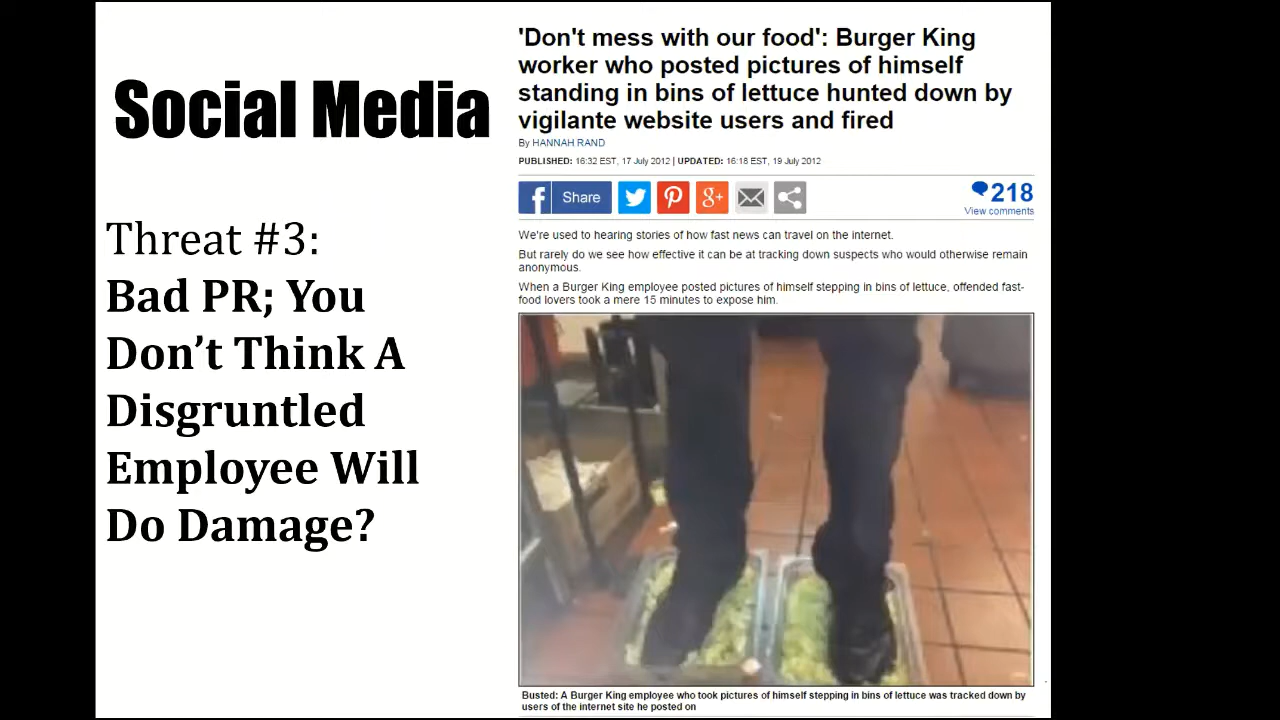 Social Media
Threat #3:
Bad PR; You
Don't Think A
Disgruntled
Employee Will
Do Damage?
'Don't mess with our food': Burger King
worker who posted pictures of himself
standing in bins of lettuce hunted down by
vigilante website users and fired
By HANNAH RAND
PUBLISHED: 16:32 EST, 17 July 2012 | UPDATED: 16:18 EST, 19 July 2012
f Share
g+
218
View comments
We're used to hearing stories of how fast news can travel on the internet.
But rarely do we see how effective it can be at tracking down suspects who would otherwise remain
anonymous.
When a Burger King employee posted pictures of himself stepping in bins of lettuce, offended fast-
food lovers took a mere 15 minutes to expose him.
Busted: A Burger King employee who took pictures of himself stepping in bins of lettuce was tracked down by
users of the internet site he posted on